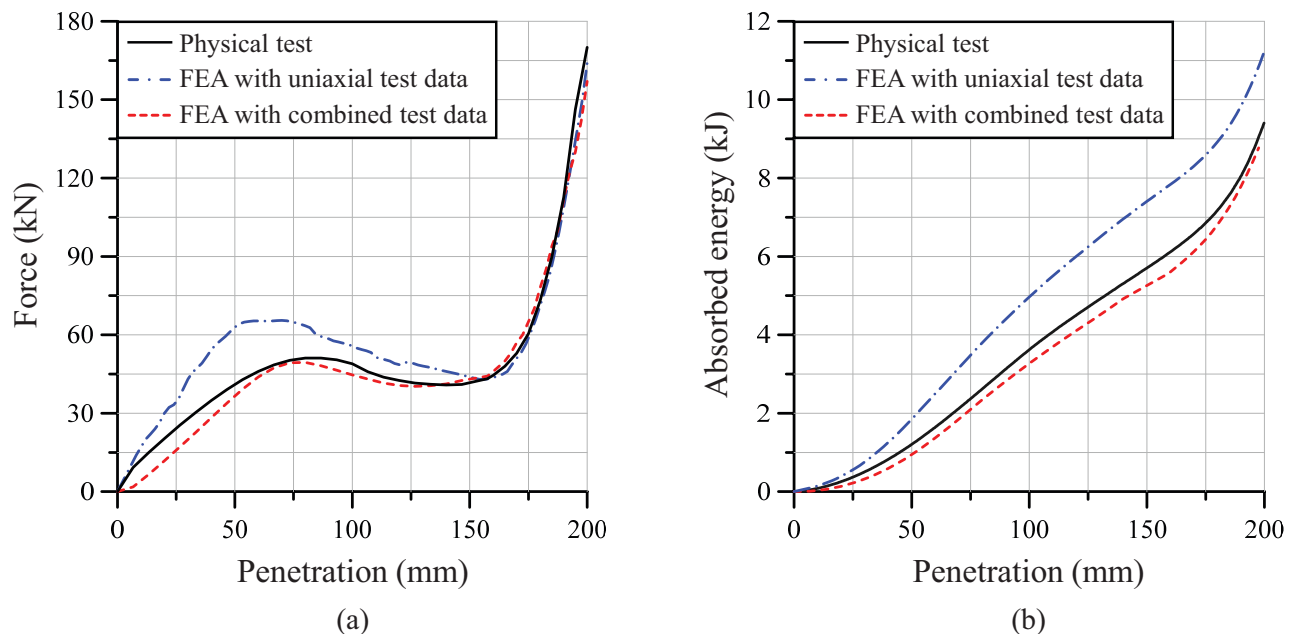 180
150
120
90
60
30
0
Force (kN)
Physical test
FEA with uniaxial test data
FEA with combined test data
0
50
100
150
200
Penetration (mm)
(a)
12
10
8
6
4
2
0
Absorbed energy (kJ)
Physical test
FEA with uniaxial test data
FEA with combined test data
0
50
100
150
200
Penetration (mm)
(b)